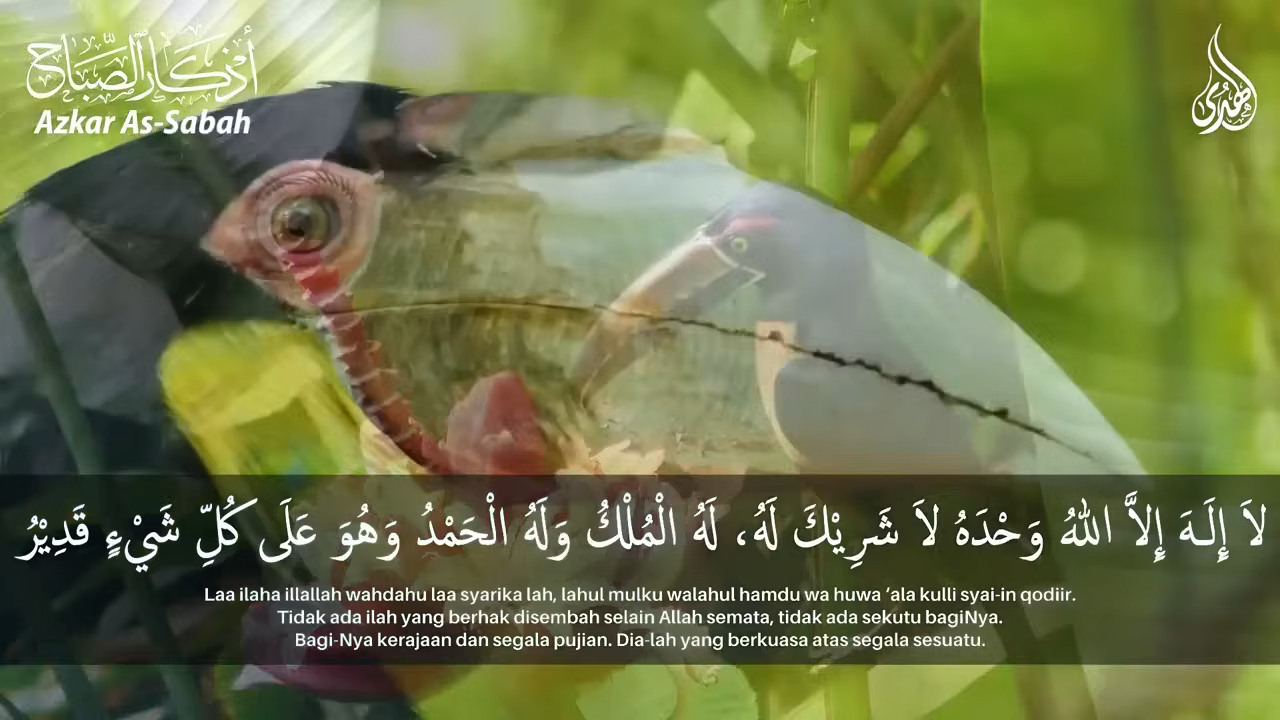 أذكار الصباح
Azkar As-Sabah
الهدى
لاَ إِلَـهَ إِلاَّ اللهُ وَحْدَهُ لاَ شَرِيْكَ لَهُ، لَهُ الْمُلْكُ وَلَهُ الْحَمْدُ وَهُوَ عَلَى كُلِّ شَيْءٍ قَدِيْرُ
Laa ilaha illallah wahdahu laa syarika lah, lahul mulku walahul hamdu wa huwa ‘ala kulli syai-in qodiir.
Tidak ada ilah yang berhak disembah selain Allah semata, tidak ada sekutu bagiNya.
Bagi-Nya kerajaan dan segala pujian. Dia-lah yang berkuasa atas segala sesuatu.